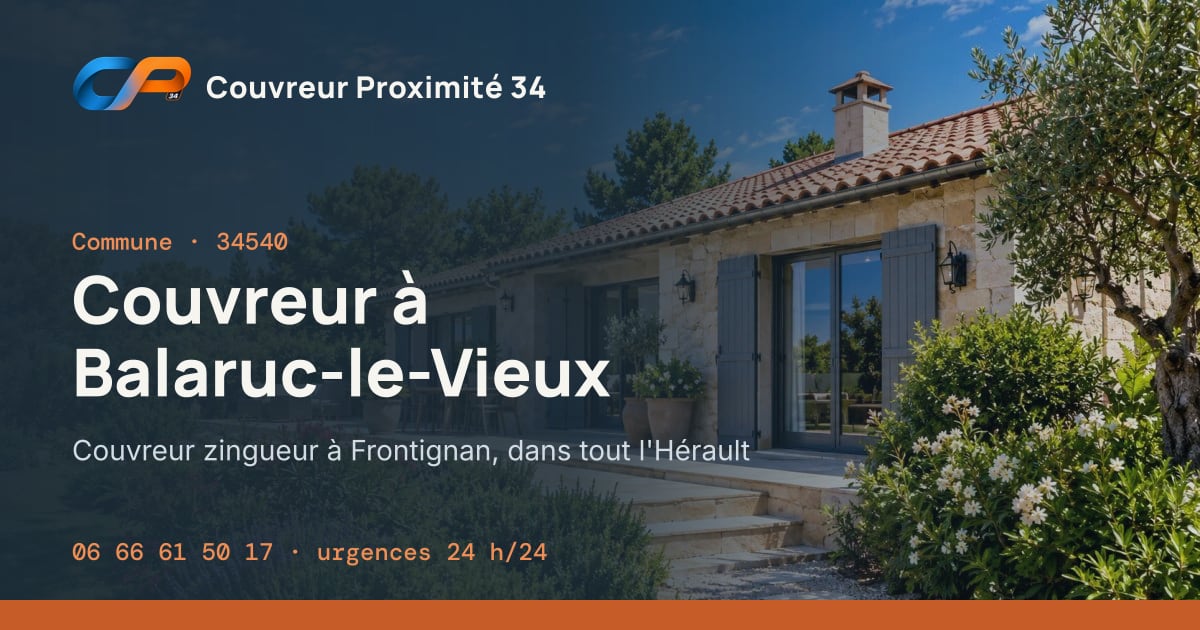 CP
34
Couvreur Proximité 34
Commune · 34540
Couvreur à
Balaruc-le-Vieux
Couvreur zingueur à Frontignan, dans tout l'Hérault
06 66 61 50 17 · urgences 24 h/24